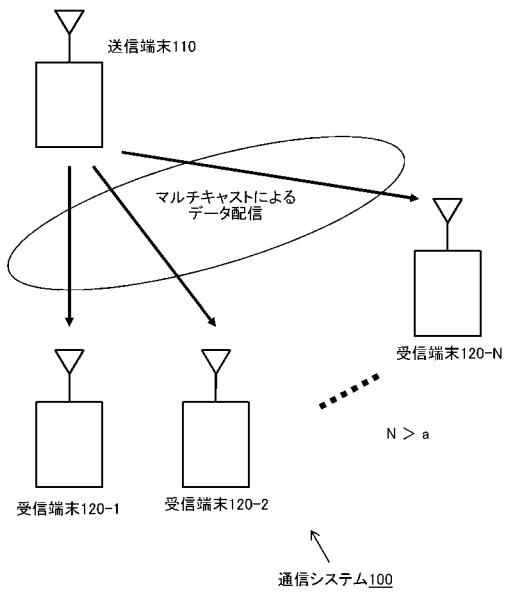 送信端末110
マルチキャストによる
データ配信
受信端末120-N
N > a
受信端末120-1
受信端末120-2
通信システム100